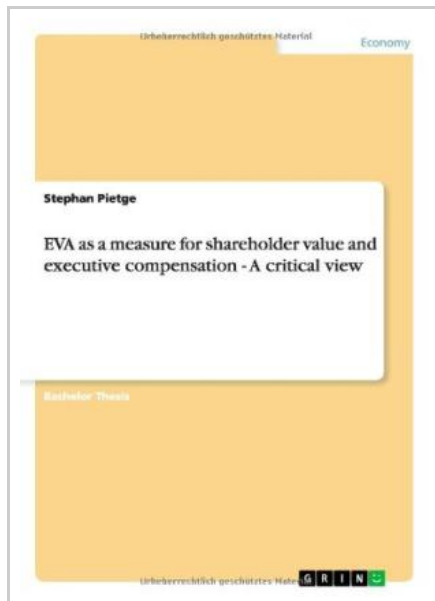 Urheberrechtlich geschütztes Material
Economy
Stephan Pietge
EVA as a measure for shareholder value and
executive compensation - A critical view
Bachelor Thesis
Urheberrechtlich geschütztes Mate
GRIN